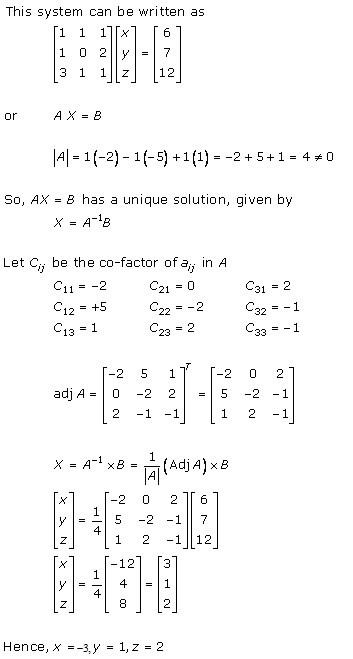 This system can be written as
[1 1 1] [x] [6]
[1 0 2] [y] = [7]
[3 1 1] [z] [12]
or A X = B
|A| = 1(-2) - 1(-5) + 1(1) = -2 + 5 + 1 = 4 ≠ 0
So, AX = B has a unique solution, given by
X = A⁻¹B
Let Cᵢⱼ be the co-factor of aᵢⱼ in A
C₁₁ = -2 C₂₁ = 0 C₃₁ = 2
C₁₂ = +5 C₂₂ = -2 C₃₂ = -1
C₁₃ = 1 C₂₃ = 2 C₃₃ = -1
[-2 5 1]ᵀ [-2 0 2]
adj A = [0 -2 2] = [5 -2 -1]
[2 -1 -1] [1 2 -1]
X = A⁻¹ × B = 1/|A| (Adj A) × B
[x] [-2 0 2] [6]
[y] = 1/4 [5 -2 -1] [7]
[z] [1 2 -1] [12]
[x] [-12] [3]
[y] = 1/4 [4] = [1]
[z] [8] [2]
Hence, x = -3, y = 1, z = 2